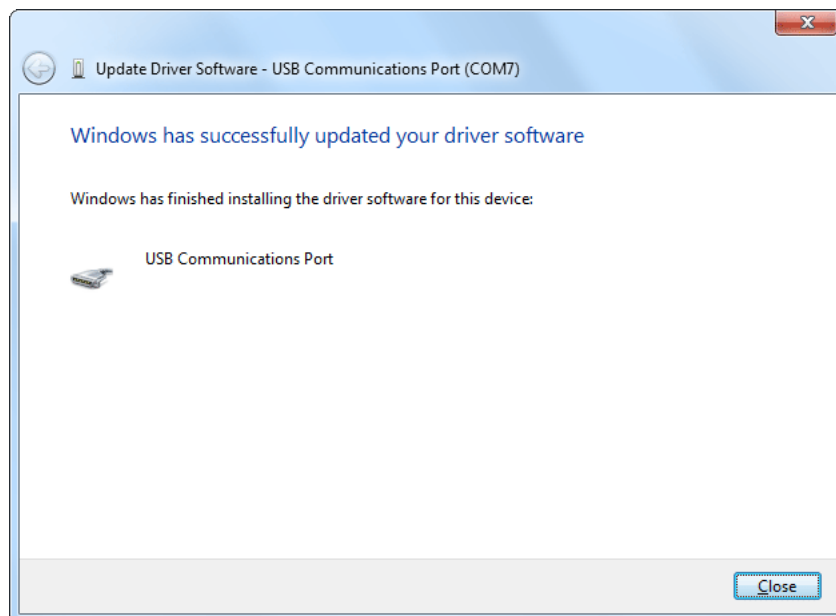 Update Driver Software - USB Communications Port (COM7)
Windows has successfully updated your driver software
Windows has finished installing the driver software for this device:
USB Communications Port
Close